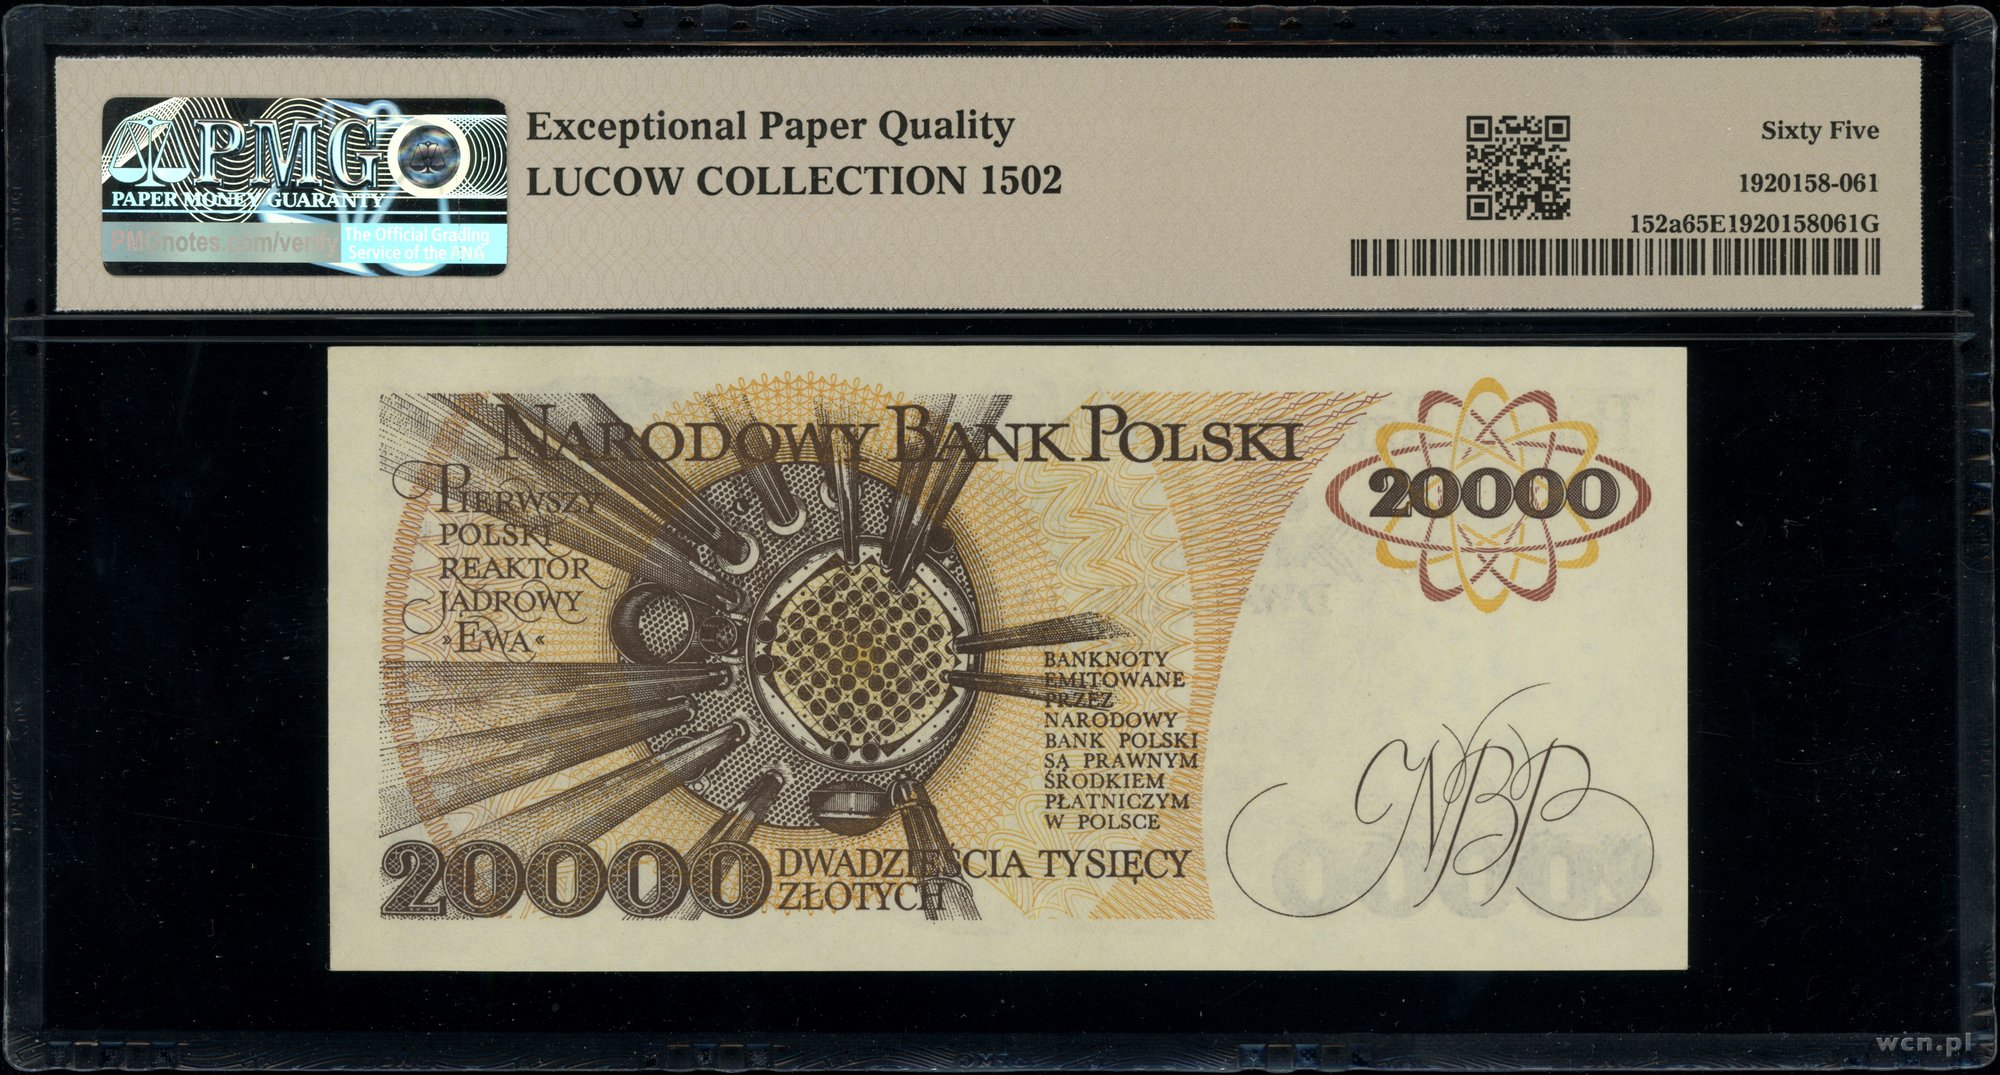 PMG
PAPER MONEY GUARANTY
PMGnotes.com/verify
The Official Grading
Service of the ANA
Exceptional Paper Quality
LUCOW COLLECTION 1502
Sixty Five
1920158-061
152a65E1920158061G
NARODOWY BANK POLSKI
PIERWSZY
POLSKI
REAKTOR
JĄDROWY
»EWA«
20000
BANKNOTY
EMITOWANE
PRZEZ
NARODOWY
BANK POLSKI
SĄ PRAWNYM
ŚRODKIEM
PŁATNICZYM
W POLSCE
NBP
20000 DWADZIEŚCIA TYSIĘCY
ZŁOTYCH
wcn.pl